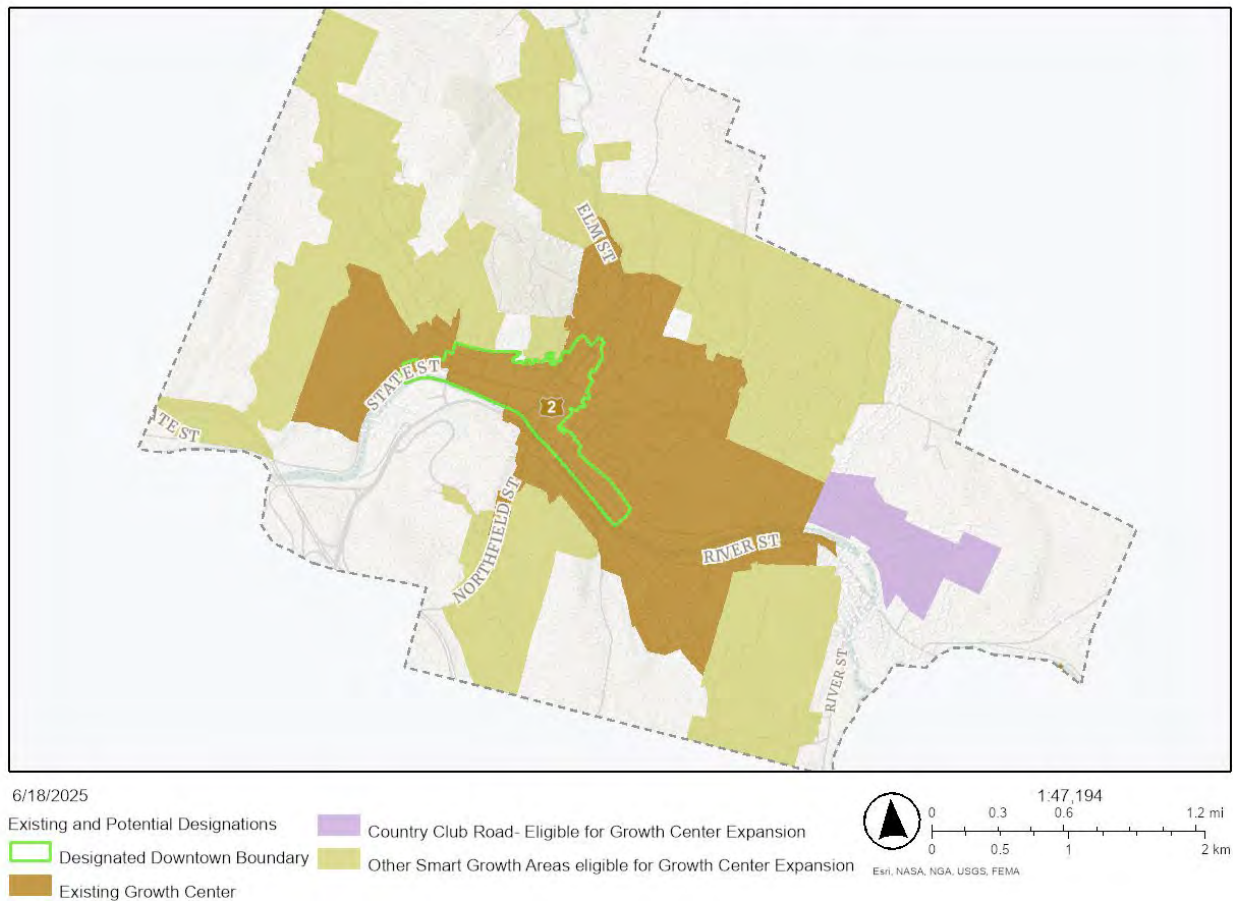 ELM ST
STATE ST
2
ATE ST
NORTHFIELD ST
RIVER ST
RIVER ST
6/18/2025
Existing and Potential Designations
Designated Downtown Boundary
Existing Growth Center
Country Club Road- Eligible for Growth Center Expansion
Other Smart Growth Areas eligible for Growth Center Expansion
1:47,194
0 0.3 0.6 1.2 mi
0 0.5 1 2 km
Esri, NASA, NGA, USGS, FEMA